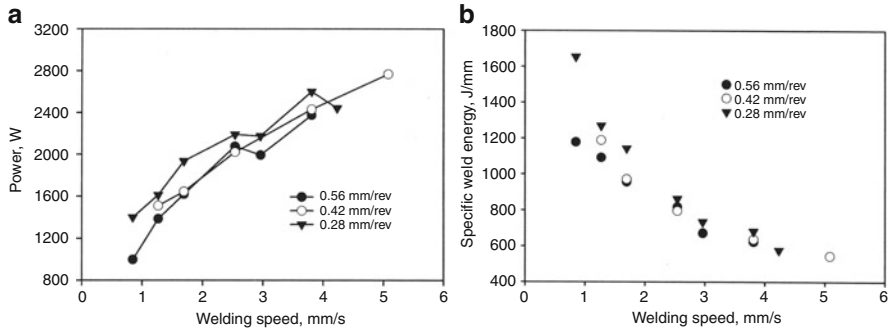 a
3200
2800
2400
2000
1600
1200
800
Power, W
0.56 mm/rev
0.42 mm/rev
0.28 mm/rev
0 1 2 3 4 5 6
Welding speed, mm/s
b
1800
1600
1400
1200
1000
800
600
400
Specific weld energy, J/mm
0.56 mm/rev
0.42 mm/rev
0.28 mm/rev
0 1 2 3 4 5 6
Welding speed, mm/s